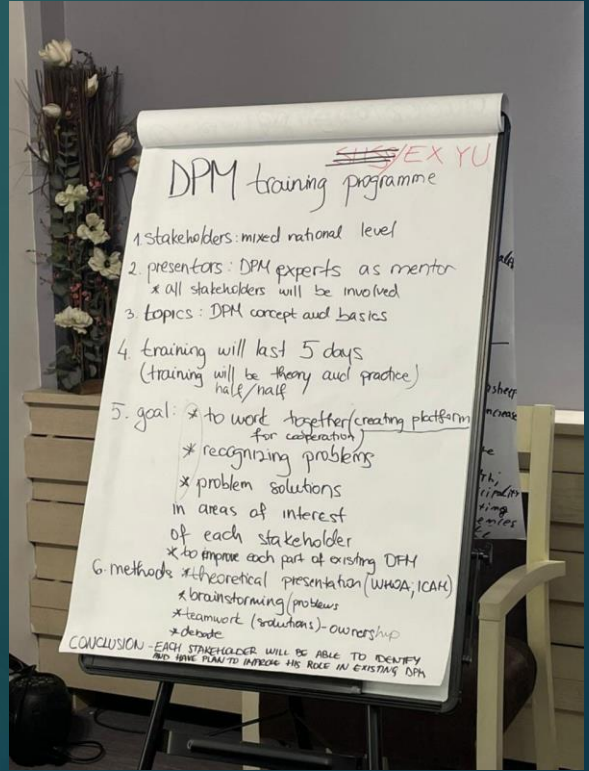 EX YU
DPM training programme
1. stakeholders: mixed national level
2. presentors: DPM experts as mentor
* all stakeholders will be involved
3. topics: DPM concept and basics
4. training will last 5 days
(training will be theory and practice)
half/half
5. goal: * to work together (creating platform
for cooperation)
* recognizing problems
* problem solutions
in areas of interest
of each stakeholder
* to improve each part of existing DPM
6. methods: * theoretical presentation (WHOA; ICAM)
* brainstorming/problems
* teamwork (solutions) - ownership
* debade
CONCLUSION - EACH STAKEHOLDER WILL BE ABLE TO IDENTIFY
AND HAVE PLAN TO IMPROVE HIS ROLE IN EXISTING DPM